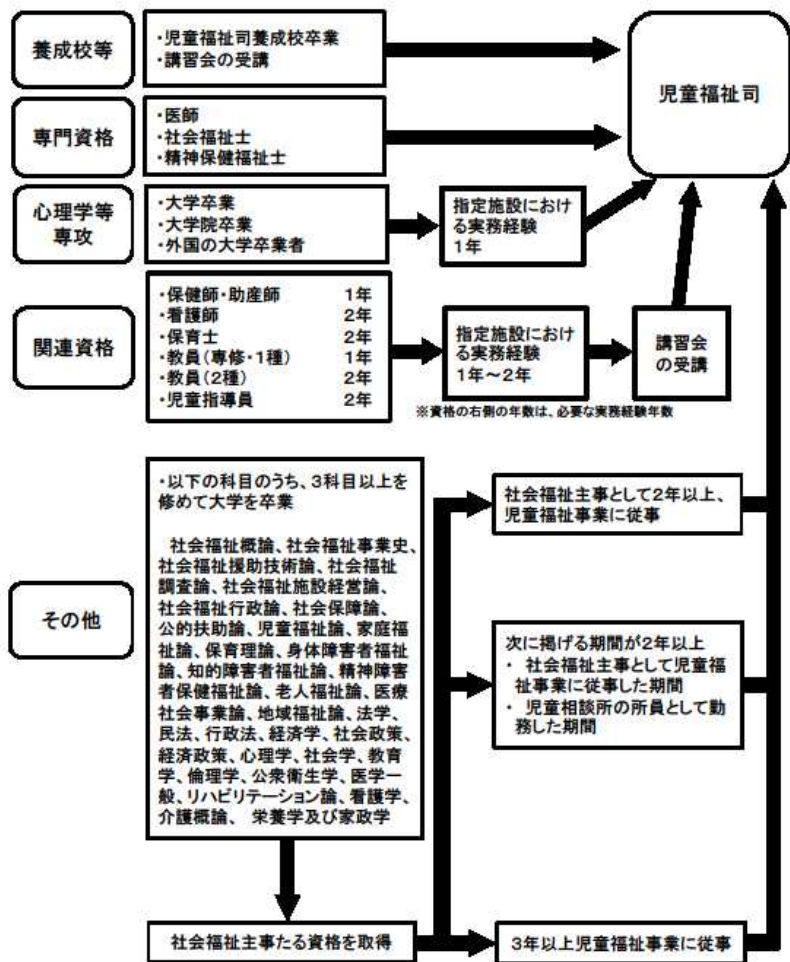 養成校等
・児童福祉司養成校卒業
・講習会の受講
児童福祉司
専門資格
・医師
・社会福祉士
・精神保健福祉士
心理学等
専攻
・大学卒業
・大学院卒業
・外国の大学卒業者
指定施設におけ
る実務経験
1年
関連資格
・保健師・助産師 1年
・看護師 2年
・保育士 2年
・教員(専修・1種) 1年
・教員(2種) 2年
・児童指導員 2年
指定施設におけ
る実務経験
1年～2年
講習会
の受講
※資格の右側の年数は、必要な実務経験年数
その他
・以下の科目のうち、3科目以上を
修めて大学を卒業
社会福祉概論、社会福祉事業史、
社会福祉援助技術論、社会福祉
調査論、社会福祉施設経営論、
社会福祉行政論、社会保障論、
公的扶助論、児童福祉論、家庭福
祉論、保育理論、身体障害者福祉
論、知的障害者福祉論、精神障害
者保健福祉論、老人福祉論、医療
社会事業論、地域福祉論、法学、
民法、行政法、経済学、社会政策、
経済政策、心理学、社会学、教育
学、倫理学、公衆衛生学、医学一
般、リハビリテーション論、看護学、
介護概論、 栄養学及び家政学
社会福祉主事として2年以上、
児童福祉事業に従事
次に掲げる期間が2年以上
・ 社会福祉主事として児童福
祉事業に従事した期間
・ 児童相談所の所員として勤
務した期間
社会福祉主事たる資格を取得
3年以上児童福祉事業に従事